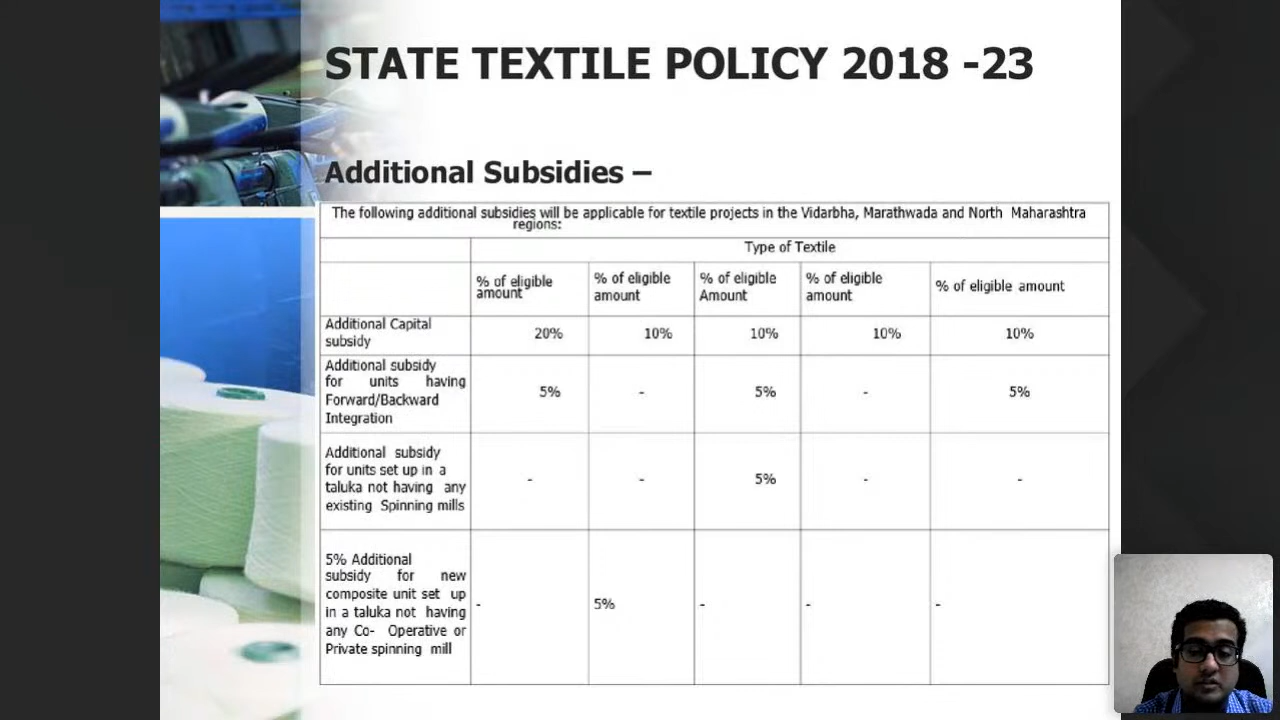 STATE TEXTILE POLICY 2018 -23
Additional Subsidies –
The following additional subsidies will be applicable for textile projects in the Vidarbha, Marathwada and North Maharashtra
regions:
Type of Textile
% of eligible
amount
% of eligible
amount
% of eligible
Amount
% of eligible
amount
% of eligible amount
Additional Capital
subsidy
20%
10%
10%
10%
10%
Additional subsidy
for units having
Forward/Backward
Integration
5%
-
5%
-
5%
Additional subsidy
for units set up in a
taluka not having any
existing Spinning mills
-
-
5%
-
-
5% Additional
subsidy for new
composite unit set up
in a taluka not having
any Co- Operative or
Private spinning mill
-
5%
-
-
-